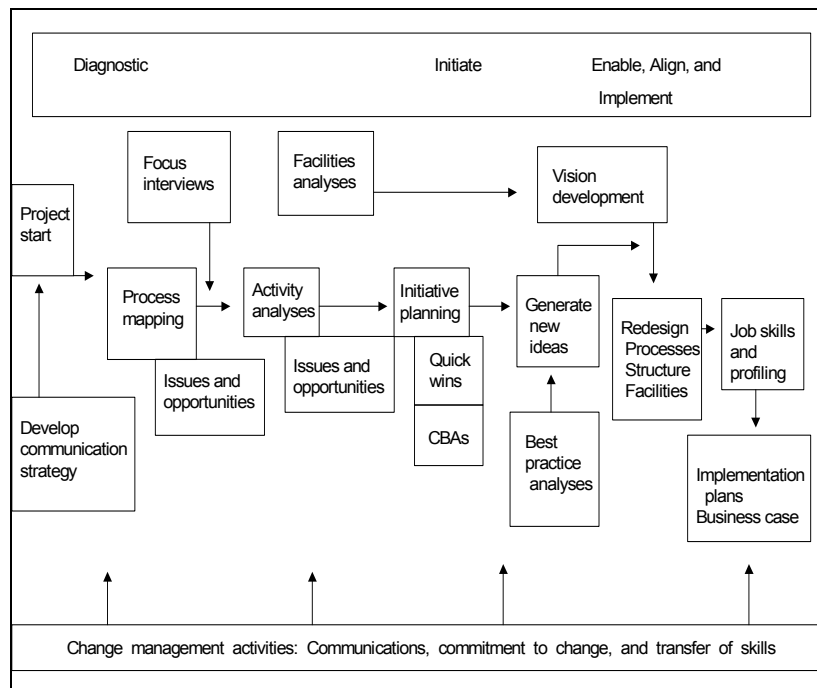 Diagnostic
Initiate
Enable, Align, and
Implement
Focus
interviews
Facilities
analyses
Vision
development
Project
start
Process
mapping
Activity
analyses
Initiative
planning
Generate
new
ideas
Redesign
Processes
Structure
Facilities
Job skills
and
profiling
Issues and
opportunities
Issues and
opportunities
Quick
wins
CBAs
Develop
communication
strategy
Best
practice
analyses
Implementation
plans
Business case
Change management activities: Communications, commitment to change, and transfer of skills